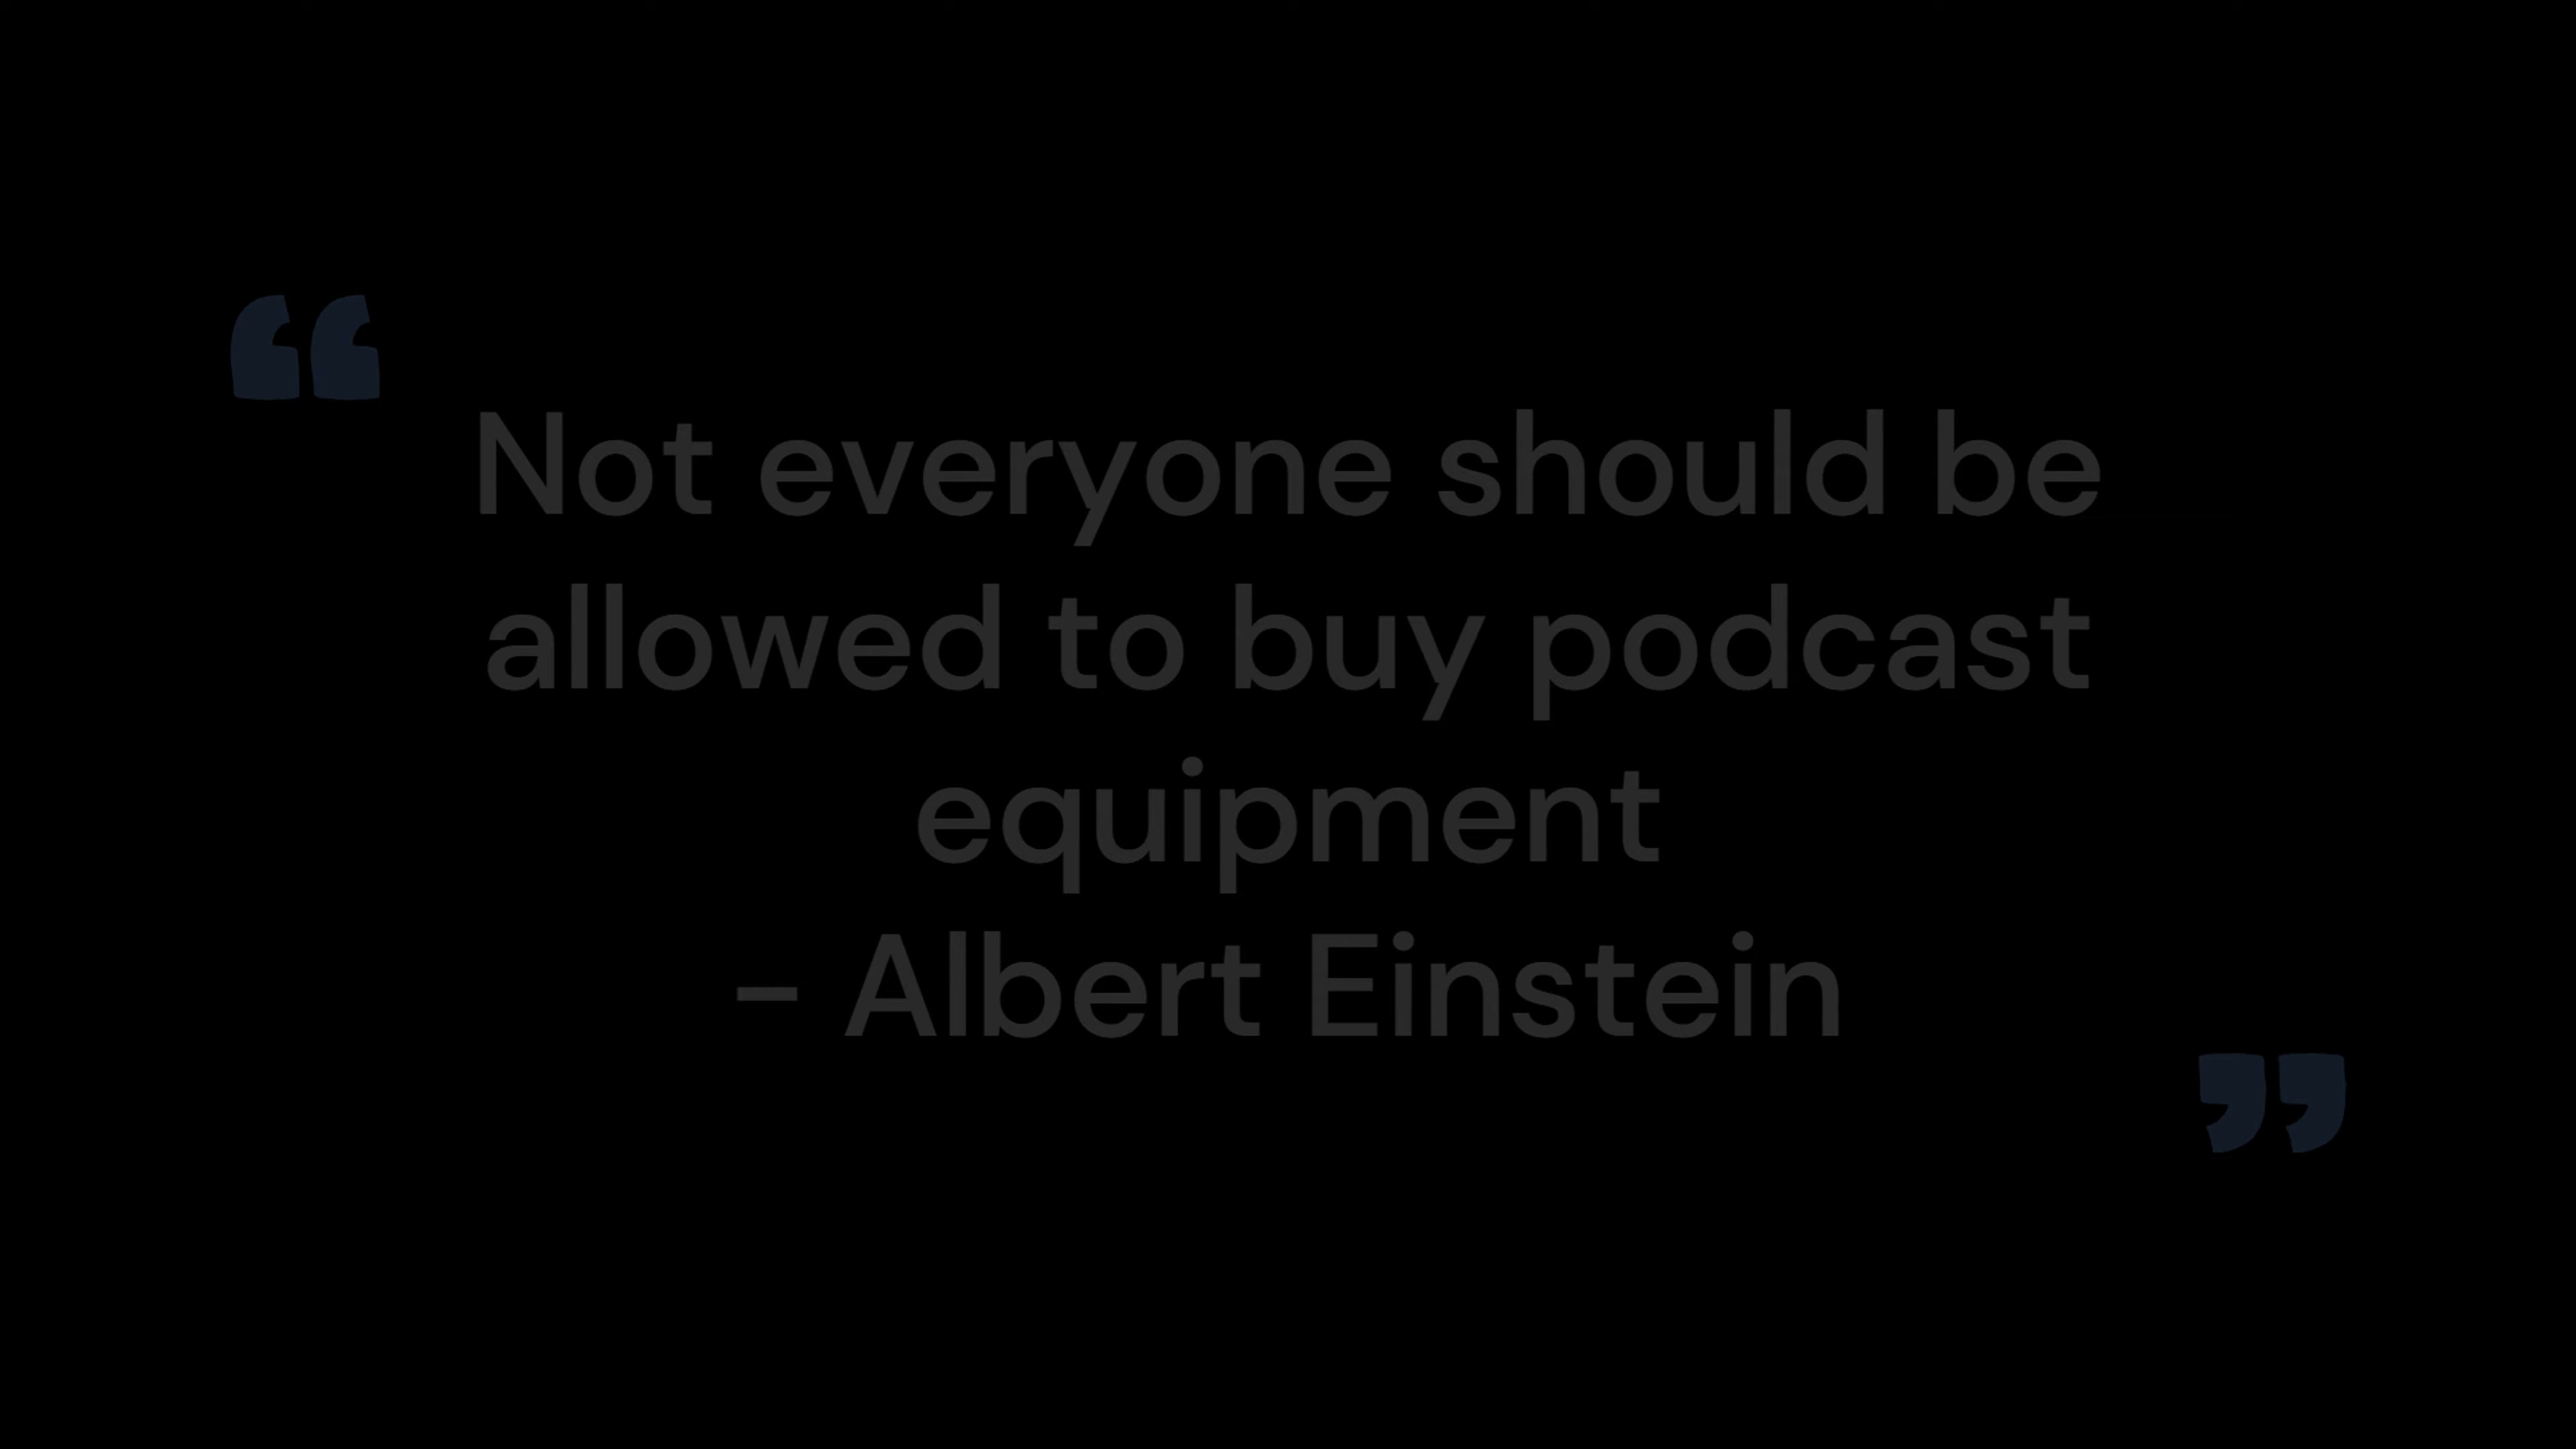 “
Not everyone should be
allowed to buy podcast
equipment
- Albert Einstein
”